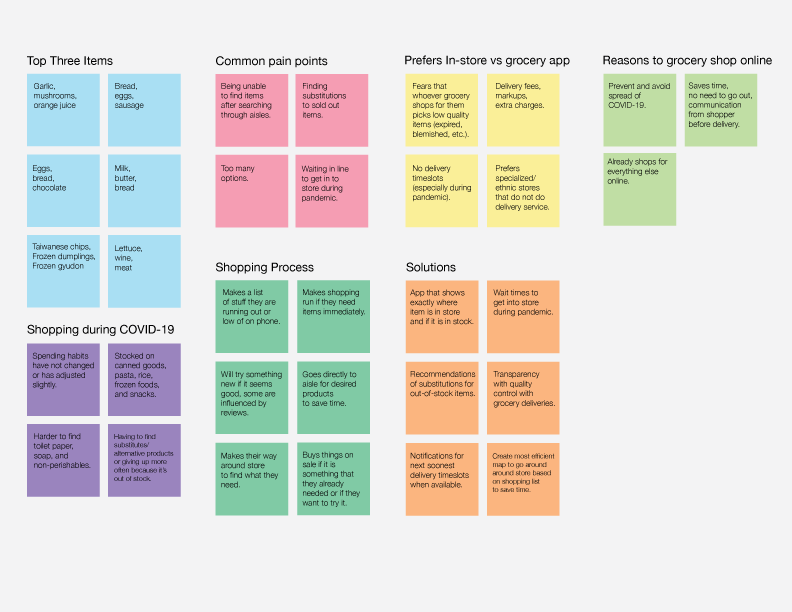 Top Three Items
Garlic,
mushrooms,
orange juice
Bread,
eggs,
sausage
Eggs,
bread,
chocolate
Milk,
butter,
bread
Taiwanese chips,
Frozen dumplings,
Frozen gyudon
Lettuce,
wine,
meat
Common pain points
Being unable
to find items
after searching
through aisles.
Finding
substitutions
to sold out
items.
Too many
options.
Waiting in line
to get in to
store during
pandemic.
Prefers In-store vs grocery app
Fears that
whoever grocery
shops for them
picks low quality
items (expired,
blemished, etc.).
Delivery fees,
markups,
extra charges.
No delivery
timeslots
(especially during
pandemic).
Prefers
specialized/
ethnic stores
that do not do
delivery service.
Reasons to grocery shop online
Prevent and avoid
spread of
COVID-19.
Saves time,
no need to go out,
communication
from shopper
before delivery.
Already shops for
everything else
online.
Shopping during COVID-19
Spending habits
have not changed
or has adjusted
slightly.
Stocked on
canned goods,
pasta, rice,
frozen foods,
and snacks.
Harder to find
toilet paper,
soap, and
non-perishables.
Having to find
substitutes/
alternative products
or giving up more
often because it's
out of stock.
Shopping Process
Makes a list
of stuff they are
running out or
low of on phone.
Makes shopping
run if they need
items immediately.
Will try something
new if it seems
good, some are
influenced by
reviews.
Goes directly to
aisle for desired
products
to save time.
Makes their way
around store
to find what they
need.
Buys things on
sale if it is
something that
they already
needed or if they
want to try it.
Solutions
App that shows
exactly where
item is in store
and if it is in stock.
Wait times to
get into store
during pandemic.
Recommendations
of substitutions for
out-of-stock items.
Transparency
with quality
control with
grocery deliveries.
Notifications for
next soonest
delivery timeslots
when available.
Create most efficient
map to go around
around store based
on shopping list
to save time.